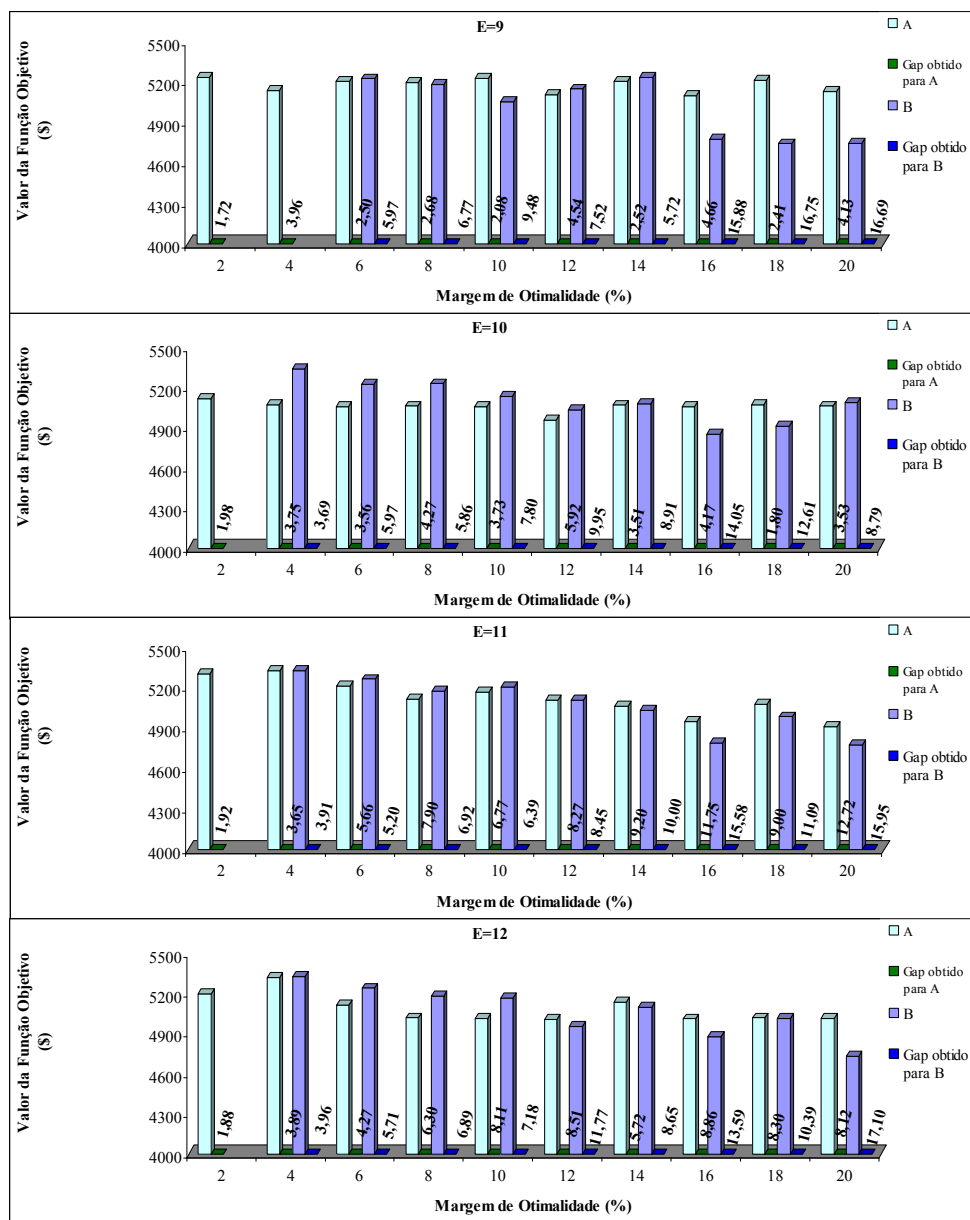 E=9
Valor da Função Objetivo
($)
5500
5200
4900
4600
4300
4000
1,72
3,96
2,50
5,97
2,68
6,77
2,08
9,48
4,54
7,52
2,52
5,72
4,66
15,88
2,41
16,75
4,13
16,69
2 4 6 8 10 12 14 16 18 20
Margem de Otimalidade (%)
A
Gap obtido
para A
B
Gap obtido
para B
E=10
Valor da Função Objetivo
($)
5500
5200
4900
4600
4300
4000
1,98
3,75
3,69
3,56
5,97
4,27
5,86
3,73
7,80
5,92
9,95
3,51
8,91
4,17
14,05
1,80
12,61
3,53
8,79
2 4 6 8 10 12 14 16 18 20
Margem de Otimalidade (%)
A
Gap obtido
para A
B
Gap obtido
para B
E=11
Valor da Função Objetivo
($)
5500
5200
4900
4600
4300
4000
1,92
3,65
3,91
5,66
5,20
7,90
6,92
6,77
6,39
8,27
8,45
9,20
10,00
11,75
15,58
9,00
11,09
12,72
15,95
2 4 6 8 10 12 14 16 18 20
Margem de Otimalidade (%)
A
Gap obtido
para A
B
Gap obtido
para B
E=12
Valor da Função Objetivo
($)
5500
5200
4900
4600
4300
4000
1,88
3,89
3,96
4,27
5,71
6,30
6,89
8,11
7,18
8,51
11,77
5,72
8,65
8,86
13,59
8,30
10,39
8,12
17,10
2 4 6 8 10 12 14 16 18 20
Margem de Otimalidade (%)
A
Gap obtido
para A
B
Gap obtido
para B